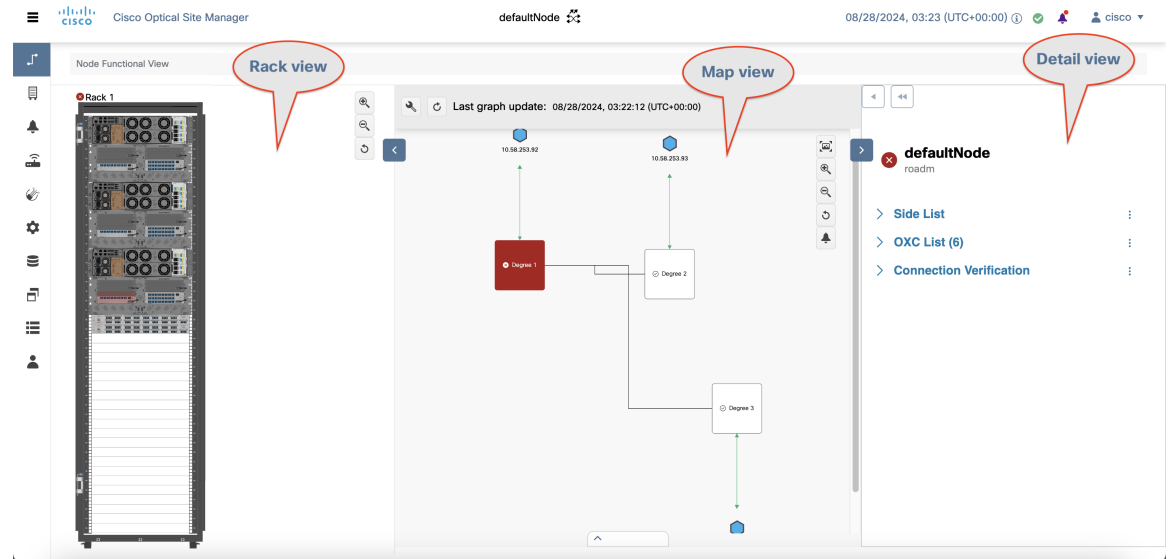 cisco Cisco Optical Site Manager defaultNode 08/28/2024, 03:23 (UTC+00:00) cisco
Node Functional View
Rack view
Map view
Detail view
Rack 1
Last graph update: 08/28/2024, 03:22:12 (UTC+00:00)
10.58.253.92
10.58.253.93
defaultNode
roadm
Side List
OXC List (6)
Connection Verification
Degree 1
Degree 2
Degree 3